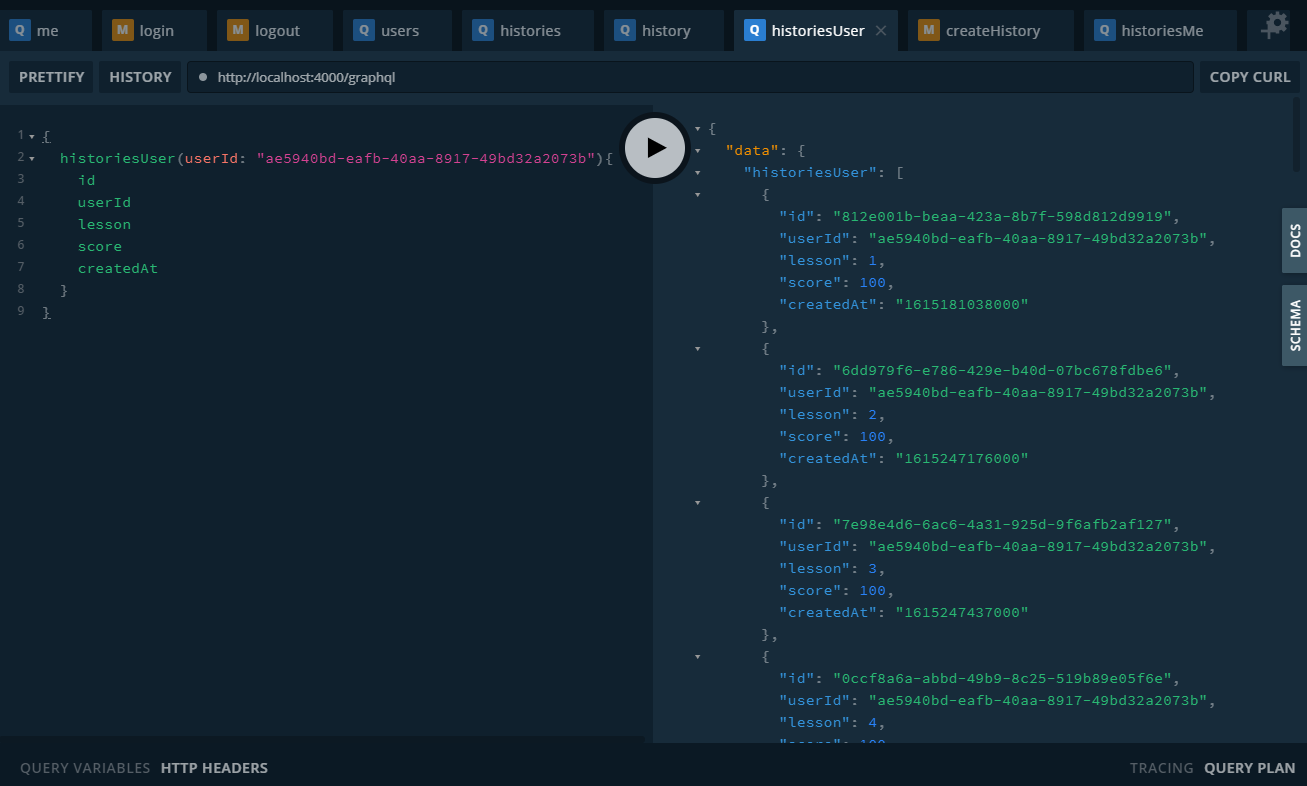 Q me M login M logout Q users Q histories Q history Q historiesUser M createHistory Q historiesMe
PRETTIFY HISTORY http://localhost:4000/graphql COPY CURL
1 {
2 historiesUser(userId: "ae5940bd-eafb-40aa-8917-49bd32a2073b"){
3 id
4 userId
5 lesson
6 score
7 createdAt
8 }
9 }
{
"data": {
"historiesUser": [
{
"id": "812e001b-beaa-423a-8b7f-598d812d9919",
"userId": "ae5940bd-eafb-40aa-8917-49bd32a2073b",
"lesson": 1,
"score": 100,
"createdAt": "1615181038000"
},
{
"id": "6dd979f6-e786-429e-b40d-07bc678fdbe6",
"userId": "ae5940bd-eafb-40aa-8917-49bd32a2073b",
"lesson": 2,
"score": 100,
"createdAt": "1615247176000"
},
{
"id": "7e98e4d6-6ac6-4a31-925d-9f6afb2af127",
"userId": "ae5940bd-eafb-40aa-8917-49bd32a2073b",
"lesson": 3,
"score": 100,
"createdAt": "1615247437000"
},
{
"id": "0ccf8a6a-abbd-49b9-8c25-519b89e05f6e",
"userId": "ae5940bd-eafb-40aa-8917-49bd32a2073b",
"lesson": 4,
"score": 100
DOCS
SCHEMA
QUERY VARIABLES HTTP HEADERS
TRACING QUERY PLAN